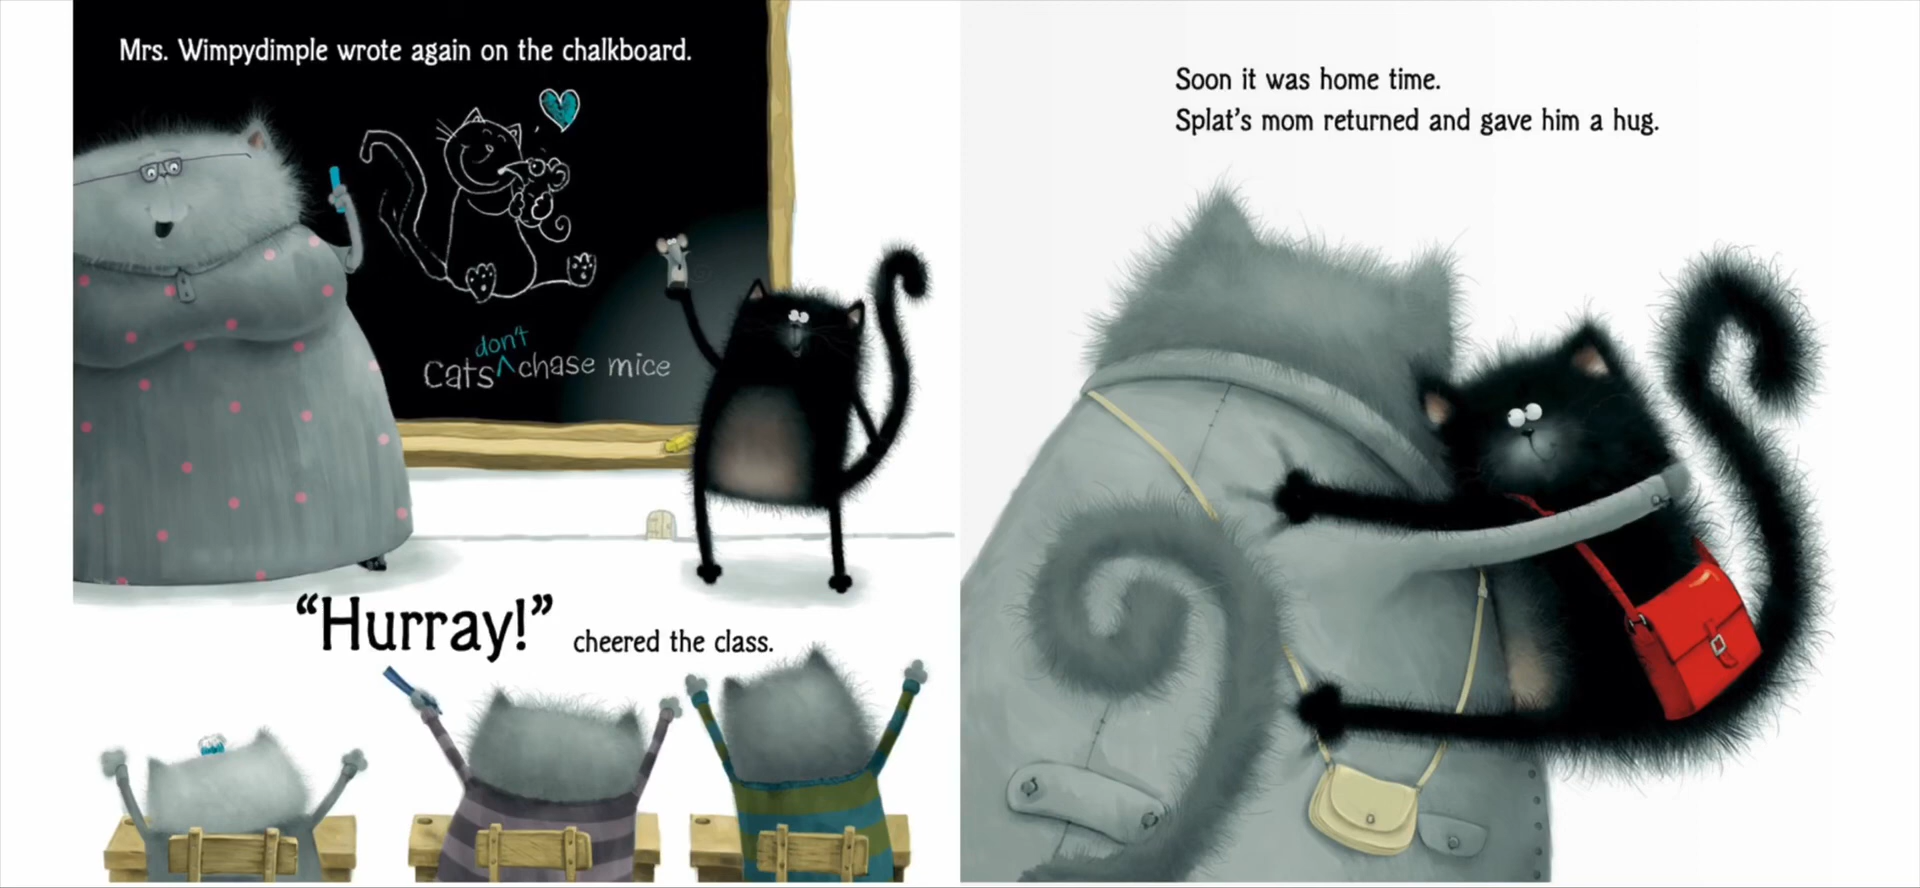 Mrs. Wimpydimple wrote again on the chalkboard.
don't
Cats ^ chase mice
“Hurray!” cheered the class.
Soon it was home time.
Splat’s mom returned and gave him a hug.